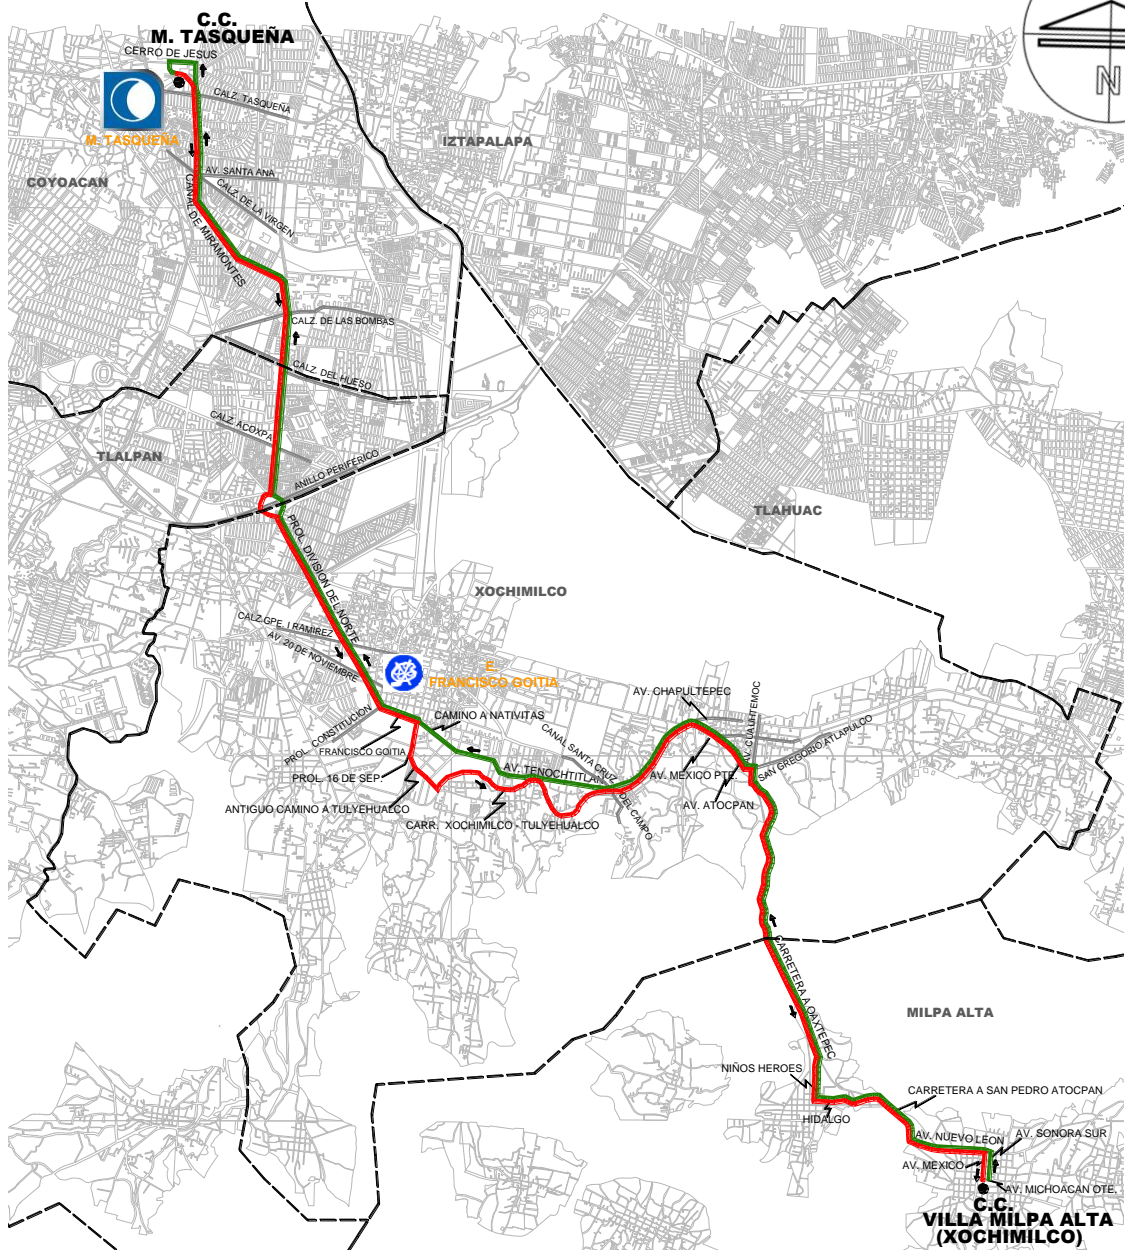 C.C.
M. TASQUEÑA
CERRO DE JESUS
N
CALZ. TASQUEÑA
M. TASQUEÑA
IZTAPALAPA
COYOACAN
AV. SANTA ANA
CALZ. DE LA VIRGEN
CANAL DE MIRAMONTES
CALZ. DE LAS BOMBAS
CALZ. DEL HUESO
CALZ. ACOXPA
TLALPAN
ANILLO PERIFERICO
TLAHUAC
PROL. DIVISION DEL NORTE
XOCHIMILCO
CALZ.GPE. I RAMIREZ
AV. 20 DE NOVIEMBRE
E.
FRANCISCO GOITIA
AV. CHAPULTEPEC
AV. CUAUHTEMOC
PROL. CONSTITUCION
CAMINO A NATIVITAS
SAN GREGORIO ATLAPULCO
CANAL SANTA CRUZ
FRANCISCO GOITIA
AV. TENOCHTITLAN
PROL. 16 DE SEP.
AV. MEXICO PTE.
AV. ATOCPAN
ANTIGUO CAMINO A TULYEHUALCO
DEL CAMPO
CARR. XOCHIMILCO - TULYEHUALCO
CARRETERA A OAXTEPEC
MILPA ALTA
NIÑOS HEROES
CARRETERA A SAN PEDRO ATOCPAN
HIDALGO
AV. NUEVO LEON
AV. SONORA SUR
AV. MEXICO
AV. MICHOACAN OTE.
C.C.
VILLA MILPA ALTA
(XOCHIMILCO)